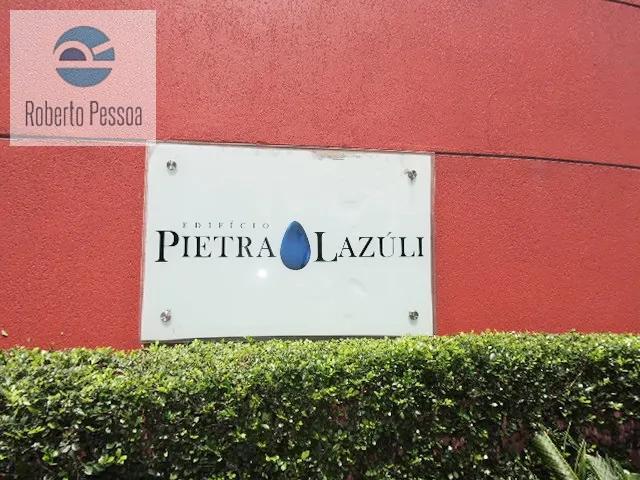 Roberto Pessoa
EDIFÍCIO
PIETRA LAZÚLI